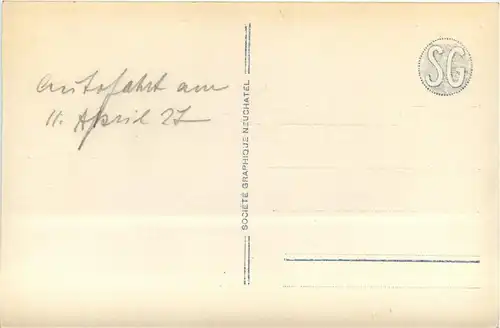 Autofahrt am
11. April 27
SOCIÉTÉ GRAPHIQUE NEUCHATEL
SG